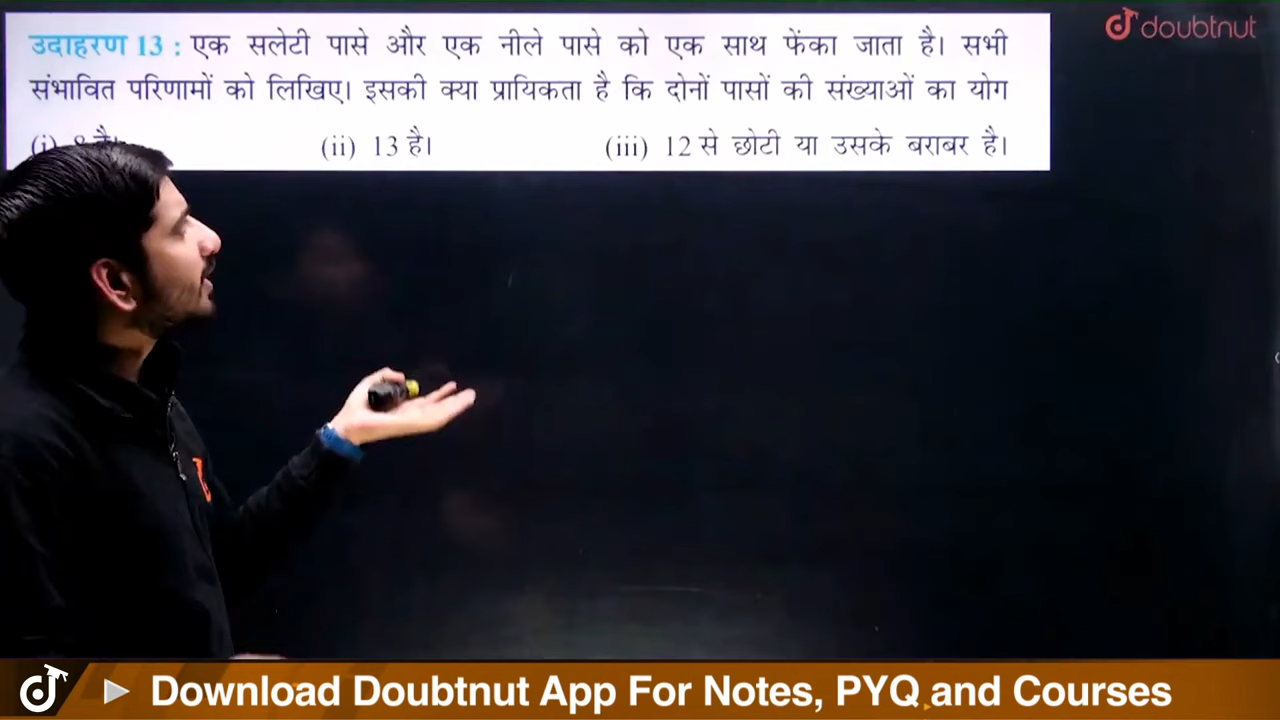 doubtnut
उदाहरण 13 : एक सलेटी पासे और एक नीले पासे को एक साथ फेंका जाता है। सभी
संभावित परिणामों को लिखिए। इसकी क्या प्रायिकता है कि दोनों पासों की संख्याओं का योग
(i) 8 है। (ii) 13 है। (iii) 12 से छोटी या उसके बराबर है।
Download Doubtnut App For Notes, PYQ and Courses